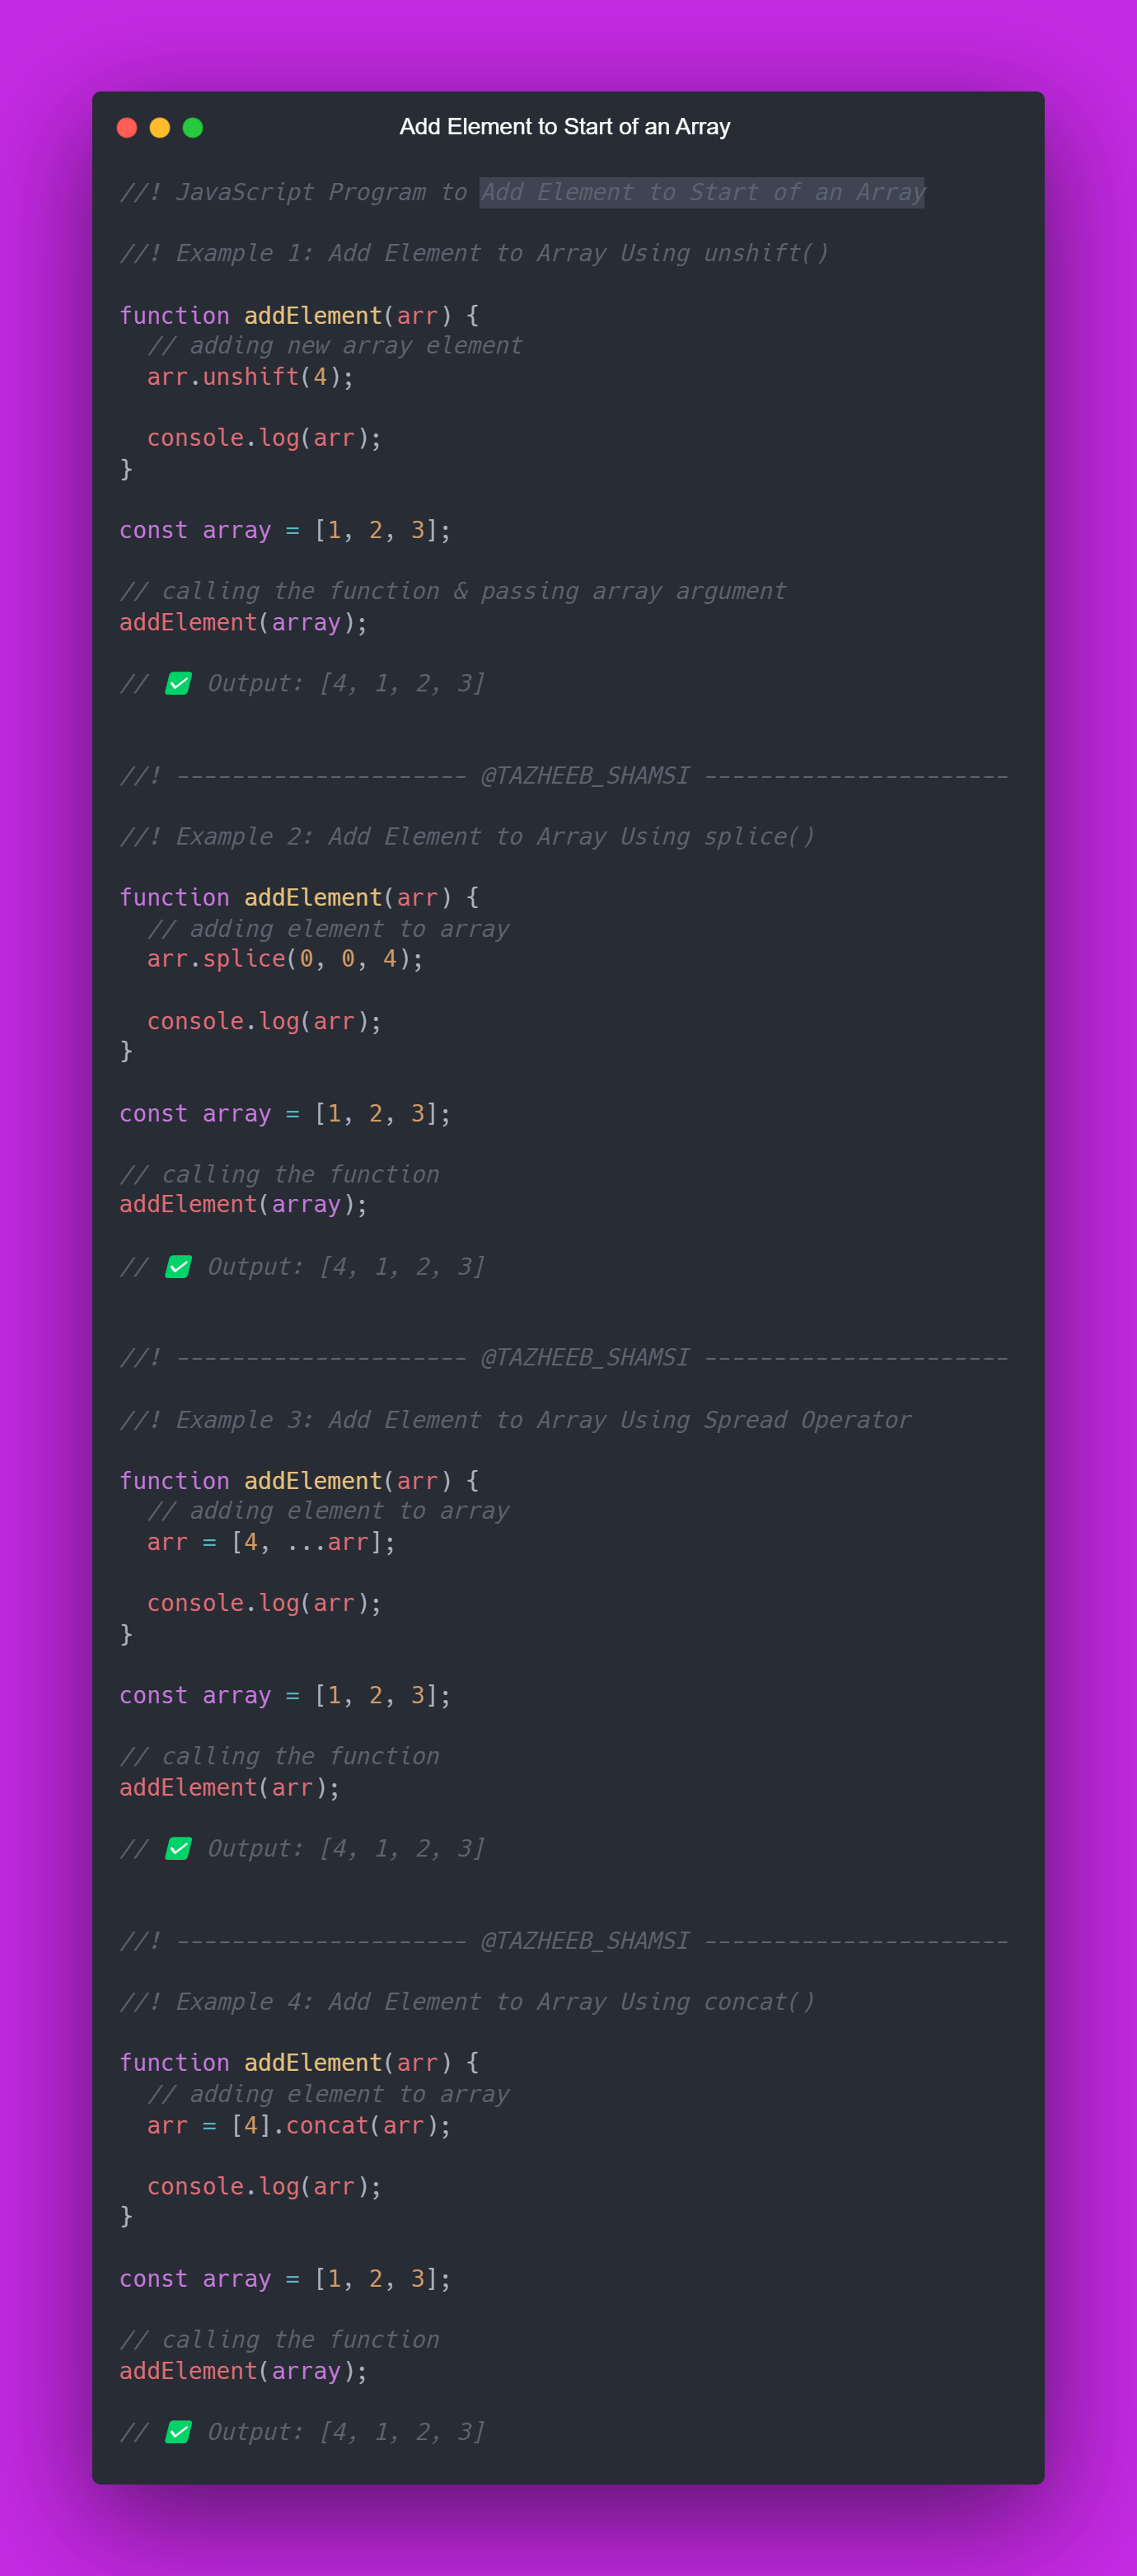 Add Element to Start of an Array
//! JavaScript Program to Add Element to Start of an Array
//! Example 1: Add Element to Array Using unshift()
function addElement(arr) {
  // adding new array element
  arr.unshift(4);
  console.log(arr);
}
const array = [1, 2, 3];
// calling the function & passing array argument
addElement(array);
// ✅ Output: [4, 1, 2, 3]
//! --------------------- @TAZHEEB_SHAMSI ----------------------
//! Example 2: Add Element to Array Using splice()
function addElement(arr) {
  // adding element to array
  arr.splice(0, 0, 4);
  console.log(arr);
}
const array = [1, 2, 3];
// calling the function
addElement(array);
// ✅ Output: [4, 1, 2, 3]
//! --------------------- @TAZHEEB_SHAMSI ----------------------
//! Example 3: Add Element to Array Using Spread Operator
function addElement(arr) {
  // adding element to array
  arr = [4, ...arr];
  console.log(arr);
}
const array = [1, 2, 3];
// calling the function
addElement(arr);
// ✅ Output: [4, 1, 2, 3]
//! --------------------- @TAZHEEB_SHAMSI ----------------------
//! Example 4: Add Element to Array Using concat()
function addElement(arr) {
  // adding element to array
  arr = [4].concat(arr);
  console.log(arr);
}
const array = [1, 2, 3];
// calling the function
addElement(array);
// ✅ Output: [4, 1, 2, 3]